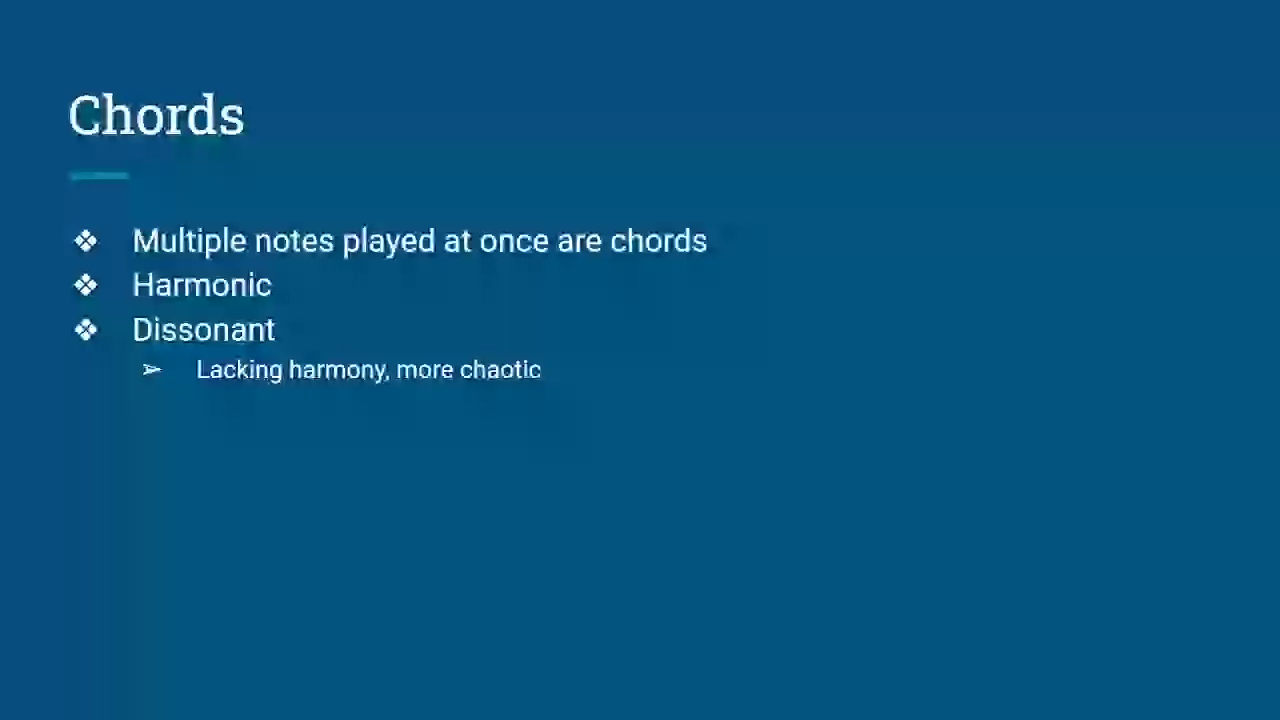 Chords
❖ Multiple notes played at once are chords
❖ Harmonic
❖ Dissonant
➢ Lacking harmony, more chaotic